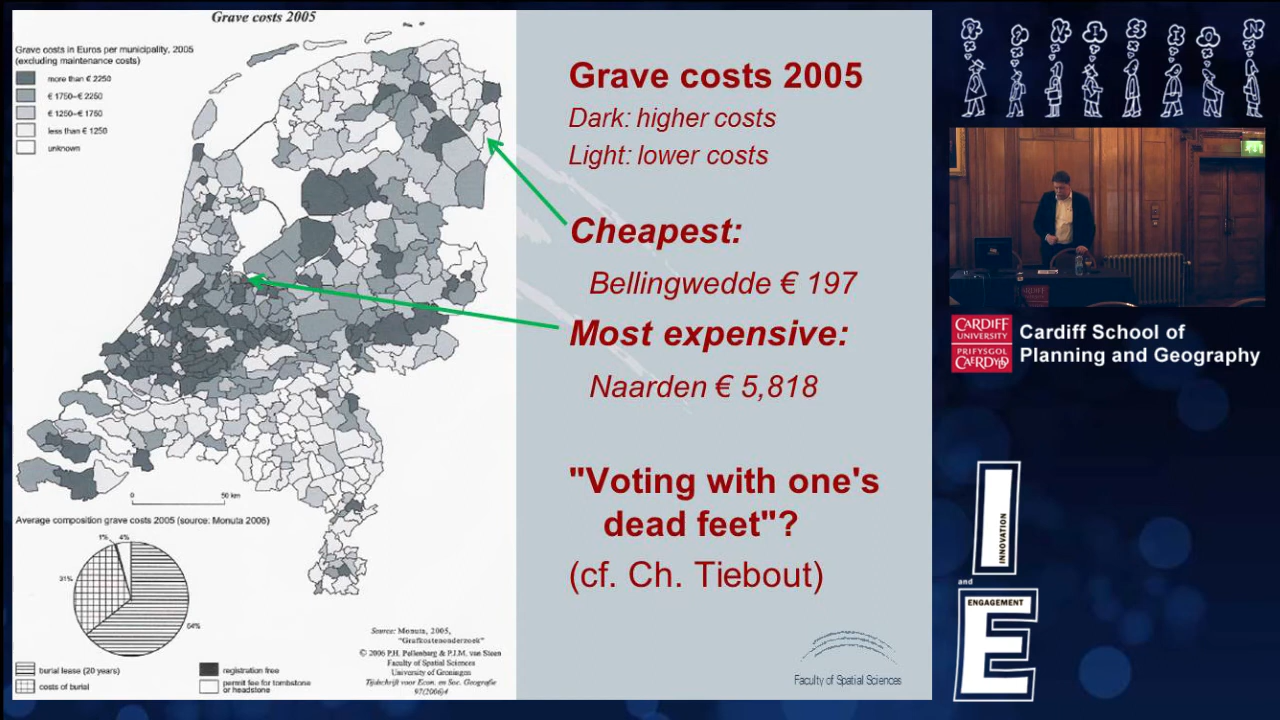 Grave costs 2005
Grave costs in Euros per municipality, 2005
(excluding maintenance costs)
more than € 2250
€ 1750–€ 2250
€ 1250–€ 1750
less than € 1250
unknown
0 50 km
Average composition grave costs 2005 (source: Monuta 2006)
1% 4%
31%
64%
burial lease (20 years)
costs of burial
registration free
permit fee for tombstone
or headstone
Source: Monuta, 2005,
"Grafkostenonderzoek"
© 2006 P.H. Pellenbarg & P.J.M. van Steen
Faculty of Spatial Sciences
University of Groningen
Tijdschrift voor Econ. en Soc. Geografie
97(2006)4
Grave costs 2005
Dark: higher costs
Light: lower costs
Cheapest:
Bellingwedde € 197
Most expensive:
Naarden € 5,818
"Voting with one's
dead feet"?
(cf. Ch. Tiebout)
Faculty of Spatial Sciences
CARDIFF
UNIVERSITY
PRIFYSGOL
CAERDYDD
Cardiff School of
Planning and Geography
I
INNOVATION
and
ENGAGEMENT
E